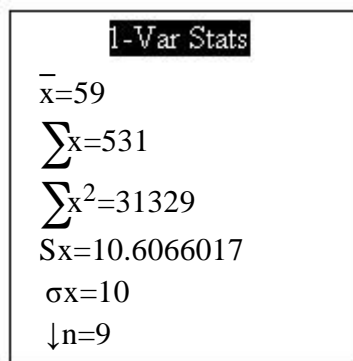 1-Var Stats
x̅=59
∑x=531
∑x²=31329
Sx=10.6066017
σx=10
↓n=9